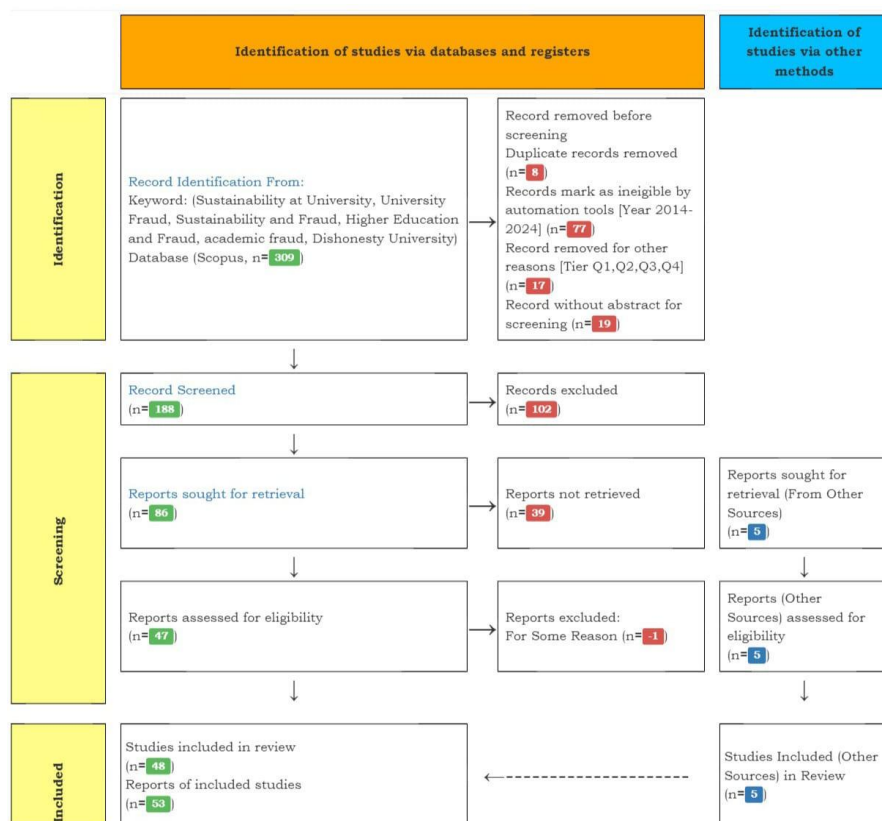 Identification of studies via databases and registers
Identification of
studies via other
methods
Identification
Record Identification From:
Keyword: (Sustainability at University, University
Fraud, Sustainability and Fraud, Higher Education
and Fraud, academic fraud, Dishonesty University)
Database (Scopus, n= 309)
Record removed before
screening
Duplicate records removed
(n= 8)
Records mark as ineigible by
automation tools [Year 2014-
2024] (n= 77)
Record removed for other
reasons [Tier Q1,Q2,Q3,Q4]
(n= 17)
Record without abstract for
screening (n= 19)
Screening
Record Screened
(n= 188)
Records excluded
(n= 102)
Reports sought for retrieval
(n= 86)
Reports not retrieved
(n= 39)
Reports sought for
retrieval (From Other
Sources)
(n= 5)
Reports assessed for eligibility
(n= 47)
Reports excluded:
For Some Reason (n= -1)
Reports (Other
Sources) assessed for
eligibility
(n= 5)
Included
Studies included in review
(n= 48)
Reports of included studies
(n= 53)
Studies Included (Other
Sources) in Review
(n= 5)